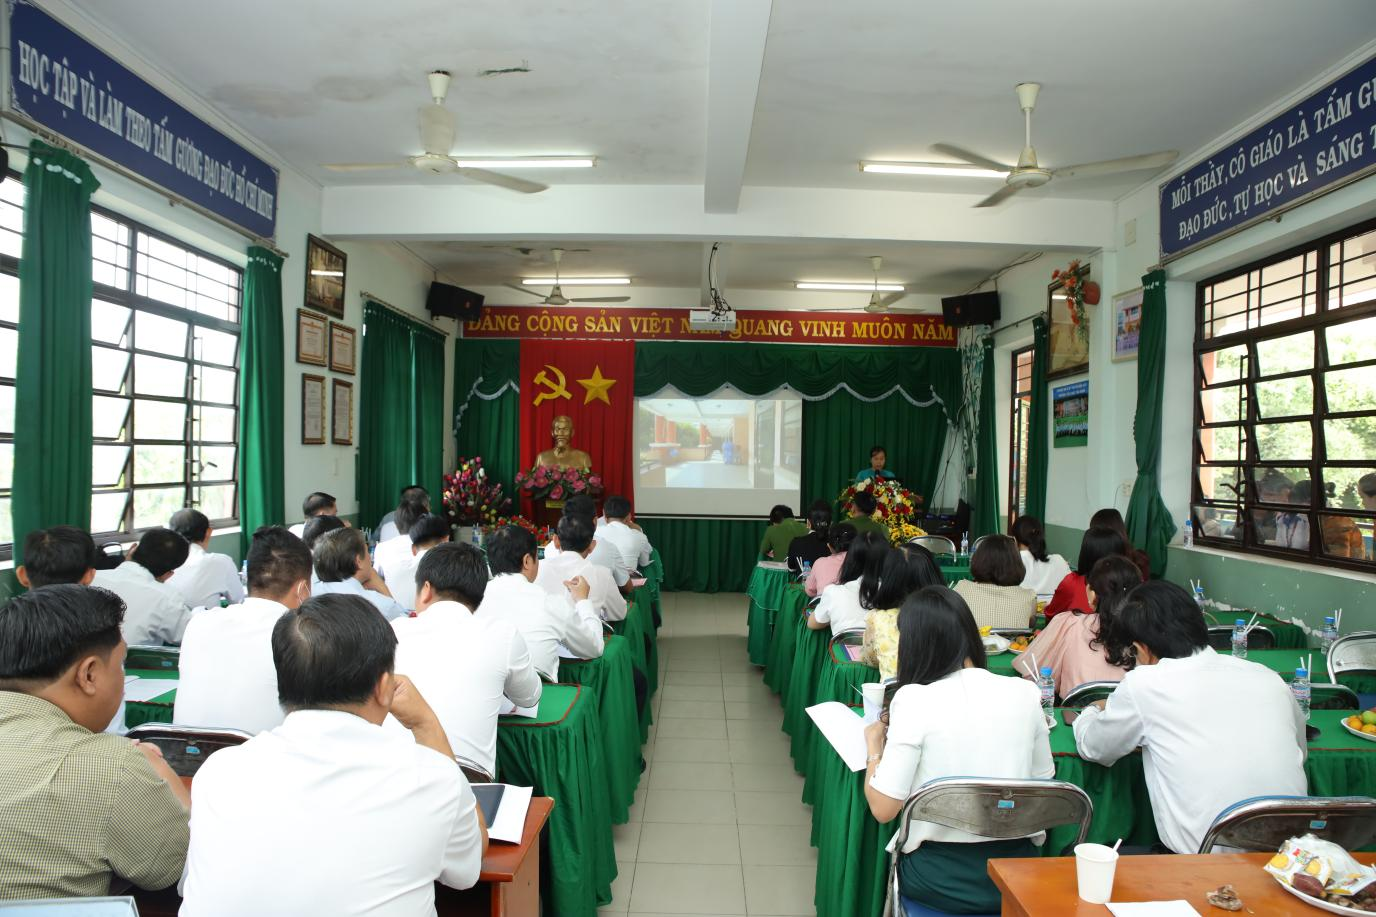 HỌC TẬP VÀ LÀM THEO TẤM GƯƠNG ĐẠO ĐỨC HỒ CHÍ MINH
ĐẢNG CỘNG SẢN VIỆT NAM QUANG VINH MUÔN NĂM
MỖI THẦY, CÔ GIÁO LÀ TẤM
ĐẠO ĐỨC, TỰ HỌC VÀ SÁNG